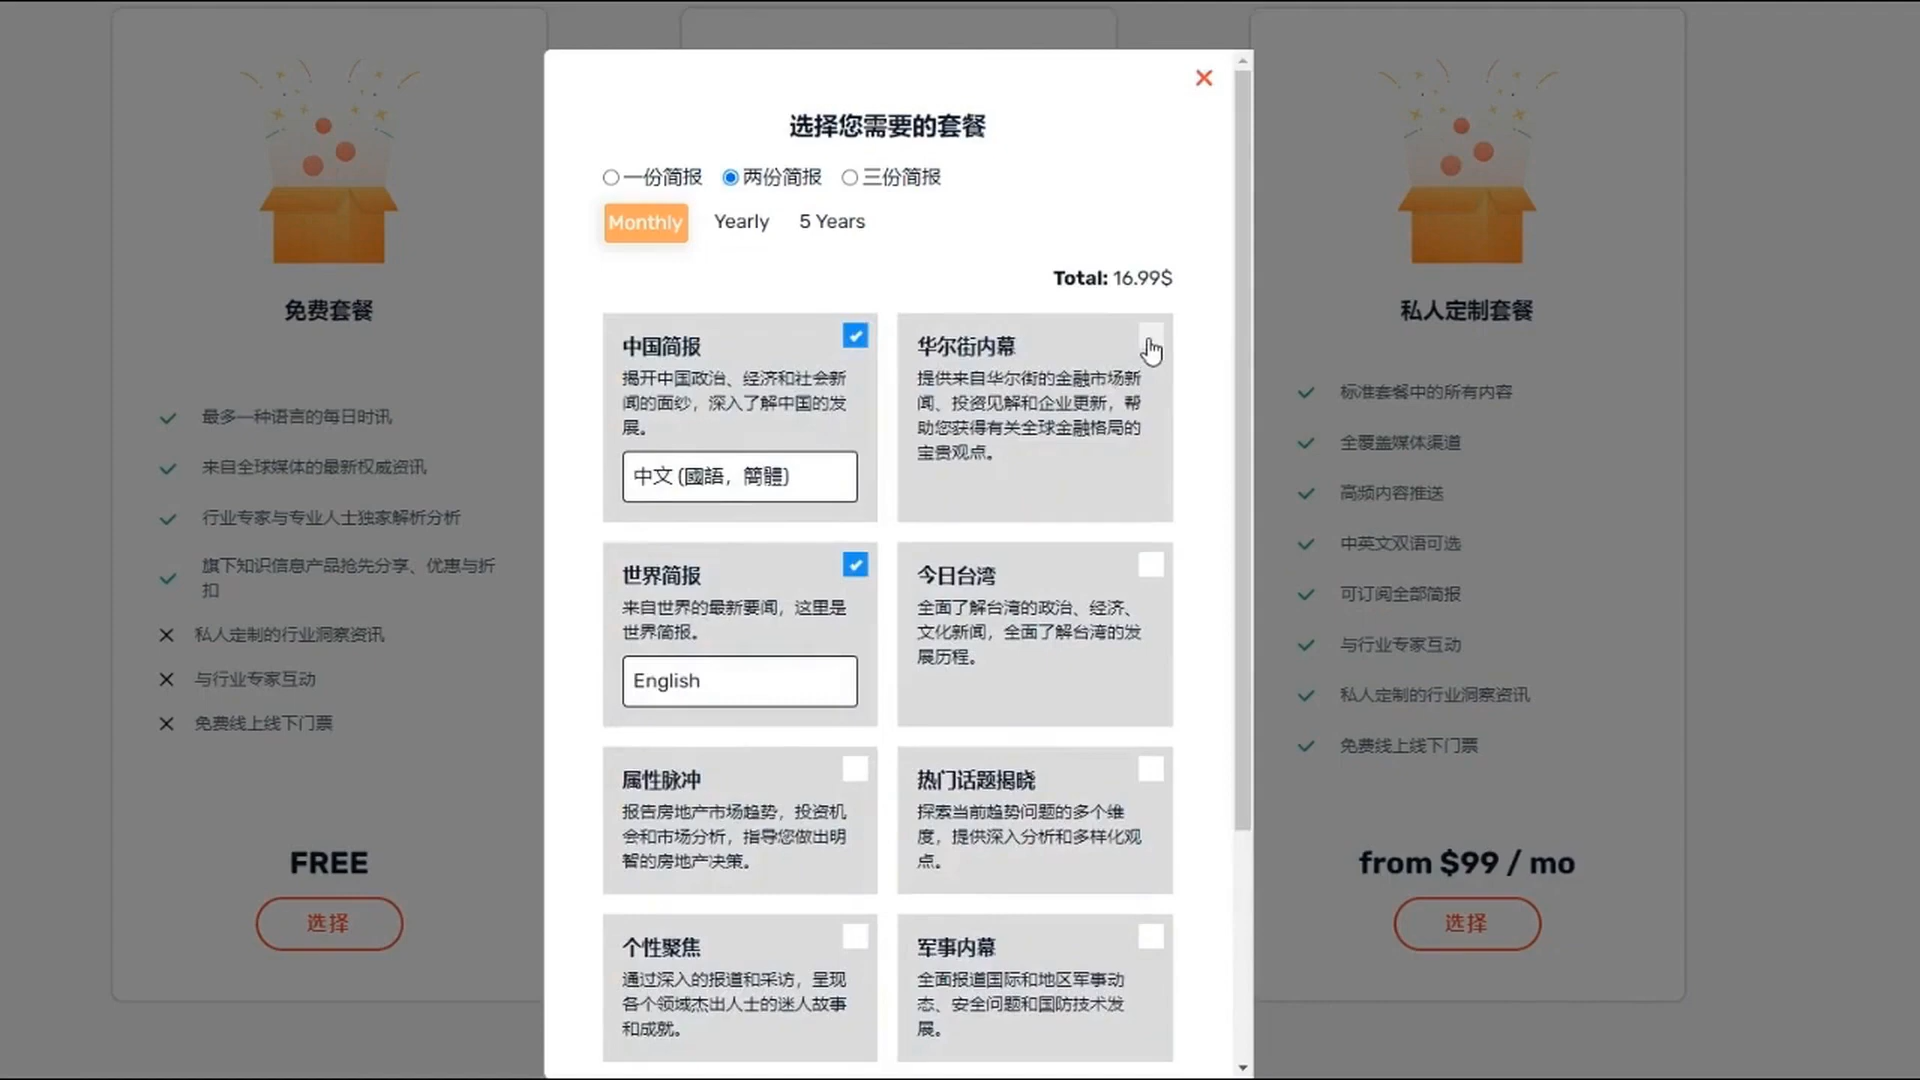 选择您需要的套餐
一份简报 两份简报 三份简报
Monthly Yearly 5 Years
Total: 16.99$
中国简报
揭开中国政治、经济和社会新
闻的面纱，深入了解中国的发
展。
中文 (國語，簡體)
华尔街内幕
提供来自华尔街的金融市场新
闻、投资见解和企业更新，帮
助您获得有关全球金融格局的
宝贵观点。
世界简报
来自世界的最新要闻，这里是
世界简报。
English
今日台湾
全面了解台湾的政治、经济、
文化新闻，全面了解台湾的发
展历程。
属性脉冲
报告房地产市场趋势，投资机
会和市场分析，指导您做出明
智的房地产决策。
热门话题揭晓
探索当前趋势问题的多个维
度，提供深入分析和多样化观
点。
个性聚焦
通过深入的报道和采访，呈现
各个领域杰出人士的迷人故事
和成就。
军事内幕
全面报道国际和地区军事动
态、安全问题和国防技术发
展。
免费套餐
最多一种语言的每日时讯
来自全球媒体的最新权威资讯
行业专家与专业人士独家解析分析
旗下知识信息产品抢先分享、优惠与折
扣
私人定制的行业洞察资讯
与行业专家互动
免费线上线下门票
FREE
选择
私人定制套餐
标准套餐中的所有内容
全覆盖媒体渠道
高频内容推送
中英文双语可选
可订阅全部简报
与行业专家互动
私人定制的行业洞察资讯
免费线上线下门票
from $99 / mo
选择